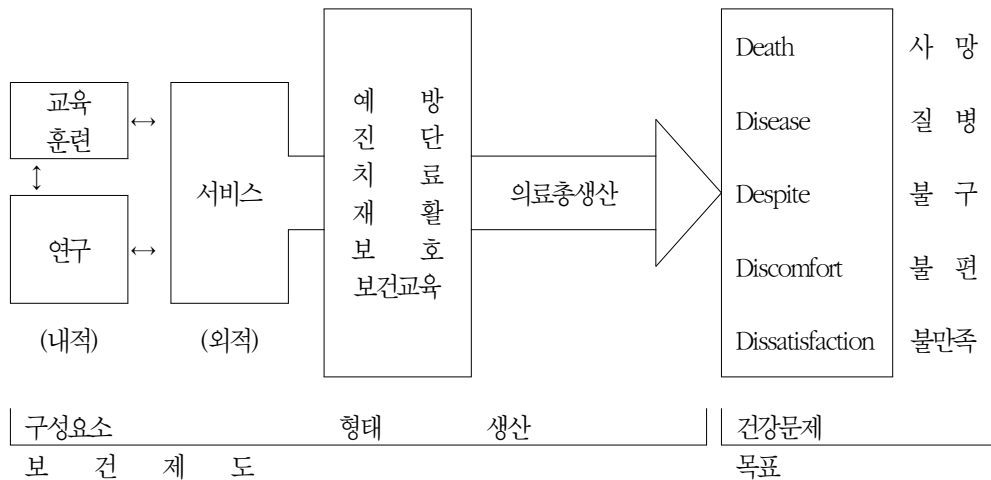 교육
훈련
↔
↕
연구
↔
(내적)
서비스
(외적)
예 방
진 단
치 료
재 활
보 호
보건교육
의료총생산
Death 사 망
Disease 질 병
Despite 불 구
Discomfort 불 편
Dissatisfaction 불만족
구성요소 형태 생산 건강문제
보 건 제 도 목표